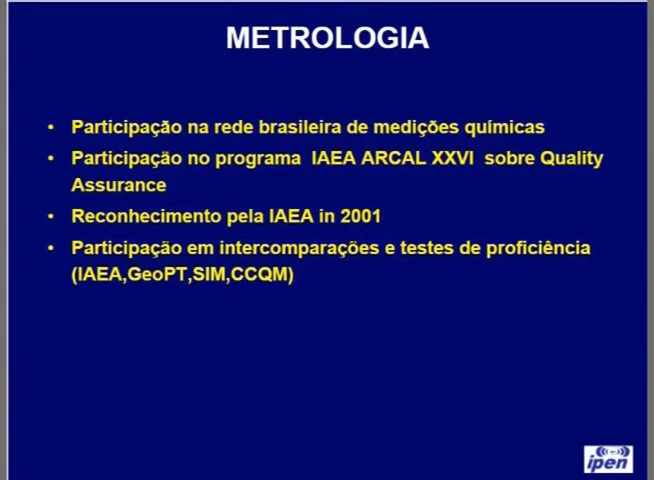 METROLOGIA
• Participação na rede brasileira de medições químicas
• Participação no programa IAEA ARCAL XXVI sobre Quality
Assurance
• Reconhecimento pela IAEA in 2001
• Participação em intercomparações e testes de proficiência
(IAEA,GeoPT,SIM,CCQM)
ipen